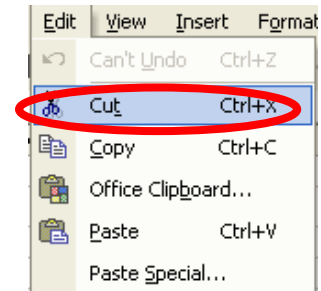 Edit View Insert Format
Can't Undo Ctrl+Z
Cut Ctrl+X
Copy Ctrl+C
Office Clipboard...
Paste Ctrl+V
Paste Special...